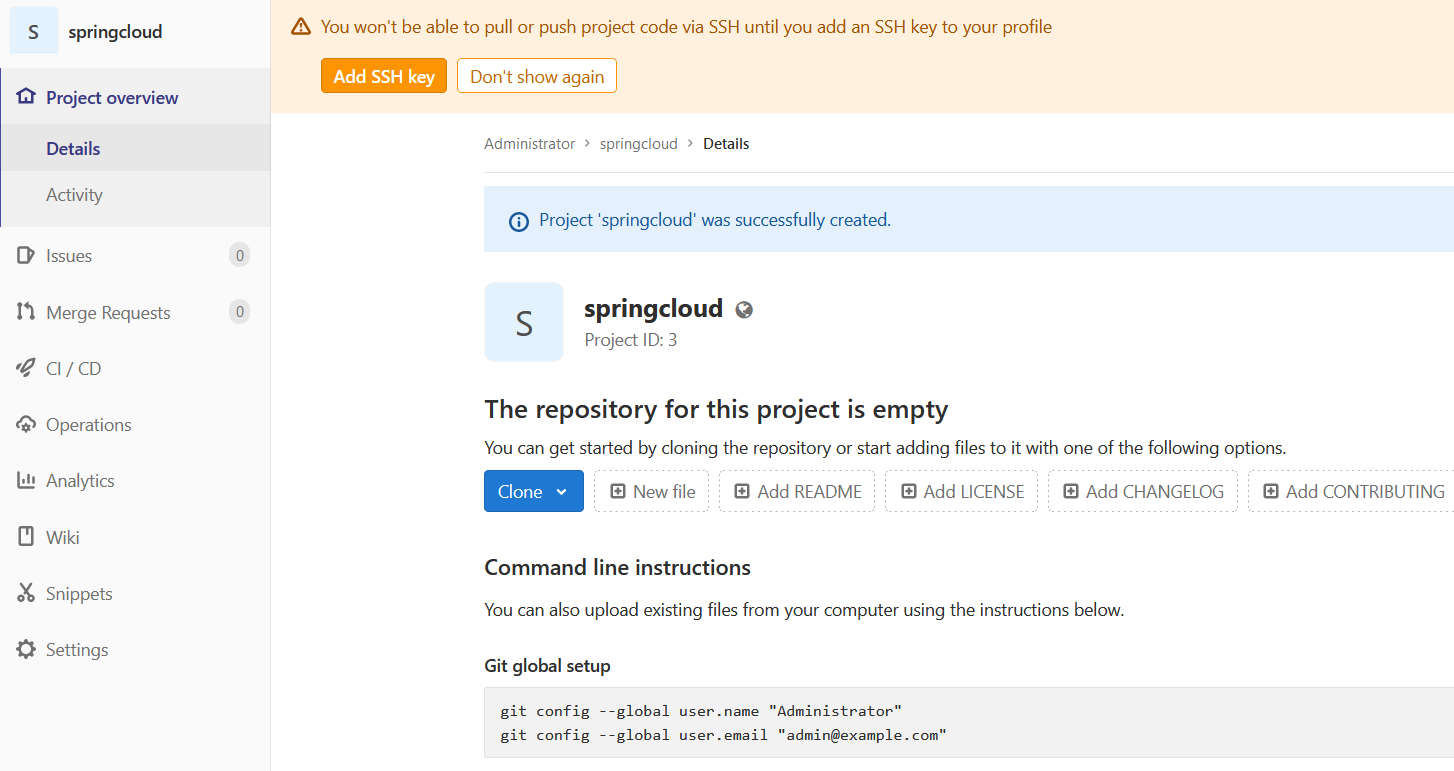 S springcloud
Project overview
Details
Activity
Issues 0
Merge Requests 0
CI / CD
Operations
Analytics
Wiki
Snippets
Settings
You won't be able to pull or push project code via SSH until you add an SSH key to your profile
Add SSH key Don't show again
Administrator > springcloud > Details
Project 'springcloud' was successfully created.
S
springcloud
Project ID: 3
The repository for this project is empty
You can get started by cloning the repository or start adding files to it with one of the following options.
Clone New file Add README Add LICENSE Add CHANGELOG Add CONTRIBUTING
Command line instructions
You can also upload existing files from your computer using the instructions below.
Git global setup
git config --global user.name "Administrator"
git config --global user.email "admin@example.com"